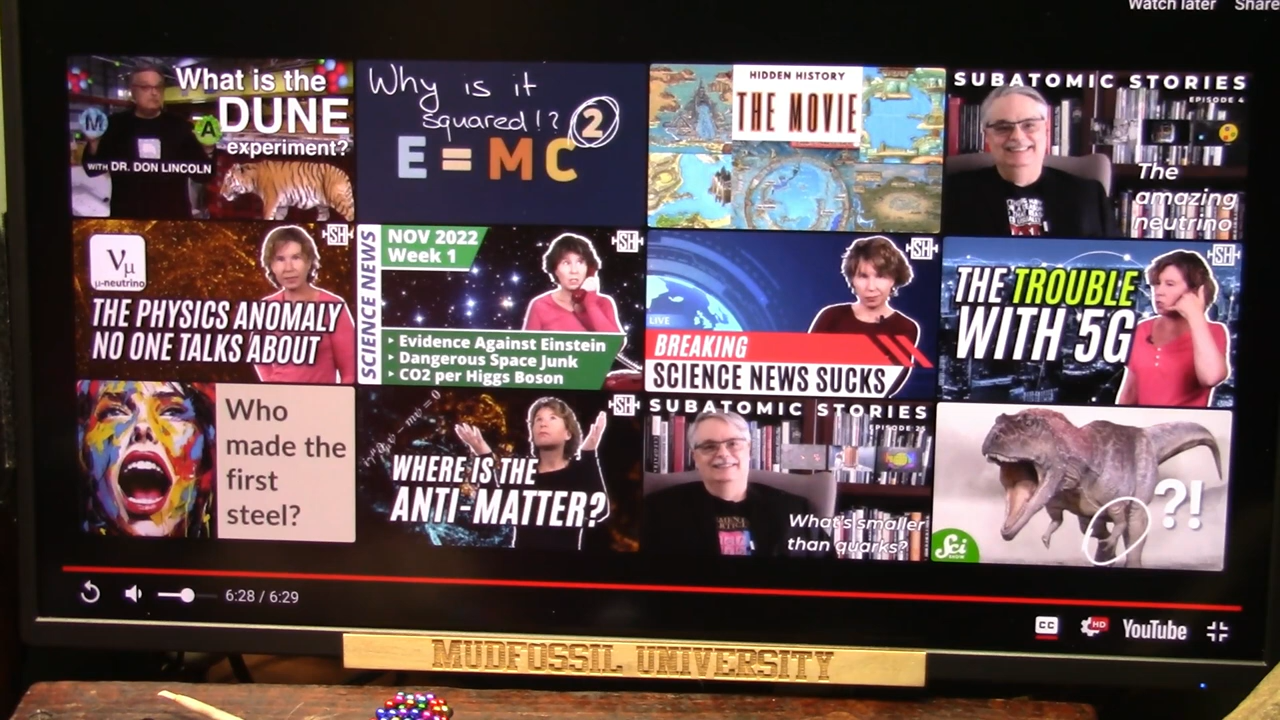 Watch later Share
What is the
DUNE
experiment?
M
A
WITH DR. DON LINCOLN
Why is it
squared!? 2
E = MC
HIDDEN HISTORY
THE MOVIE
SUBATOMIC STORIES
EPISODE 4
The
amazing
neutrino
SH
νμ
μ-neutrino
THE PHYSICS ANOMALY
NO ONE TALKS ABOUT
SCIENCE NEWS
NOV 2022
Week 1
SH
• Evidence Against Einstein
• Dangerous Space Junk
• CO2 per Higgs Boson
SH
LIVE
BREAKING
SCIENCE NEWS SUCKS
SH
THE TROUBLE
WITH 5G
Who
made the
first
steel?
SH
WHERE IS THE
ANTI-MATTER?
SUBATOMIC STORIES
EPISODE 25
What's smaller
than quarks?
?!
Sci
SHOW
6:28 / 6:29
CC
HD
YouTube
MUDFOSSIL UNIVERSITY